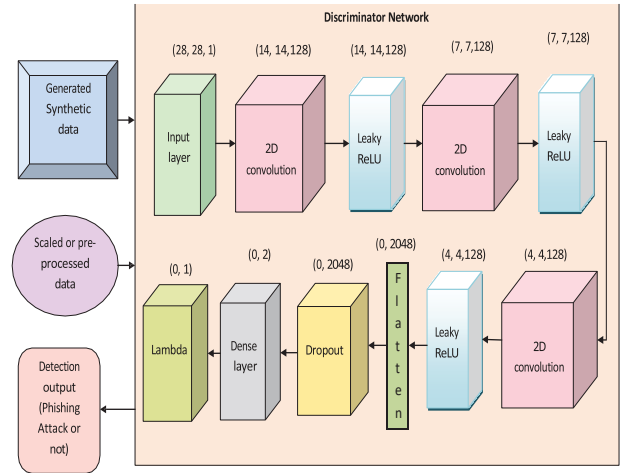 Discriminator Network
(28, 28, 1)
(14, 14,128)
(14, 14,128)
(7, 7,128)
(7, 7,128)
Generated
Synthetic
data
Input
layer
2D
convolution
Leaky
ReLU
2D
convolution
Leaky
ReLU
Scaled or pre-
processed
data
(0, 1)
(0, 2)
(0, 2048)
(0, 2048)
(4, 4,128)
(4, 4,128)
Lambda
Dense
layer
Dropout
F
l
a
t
t
e
n
Leaky
ReLU
2D
convolution
Detection
output
(Phishing
Attack or
not)